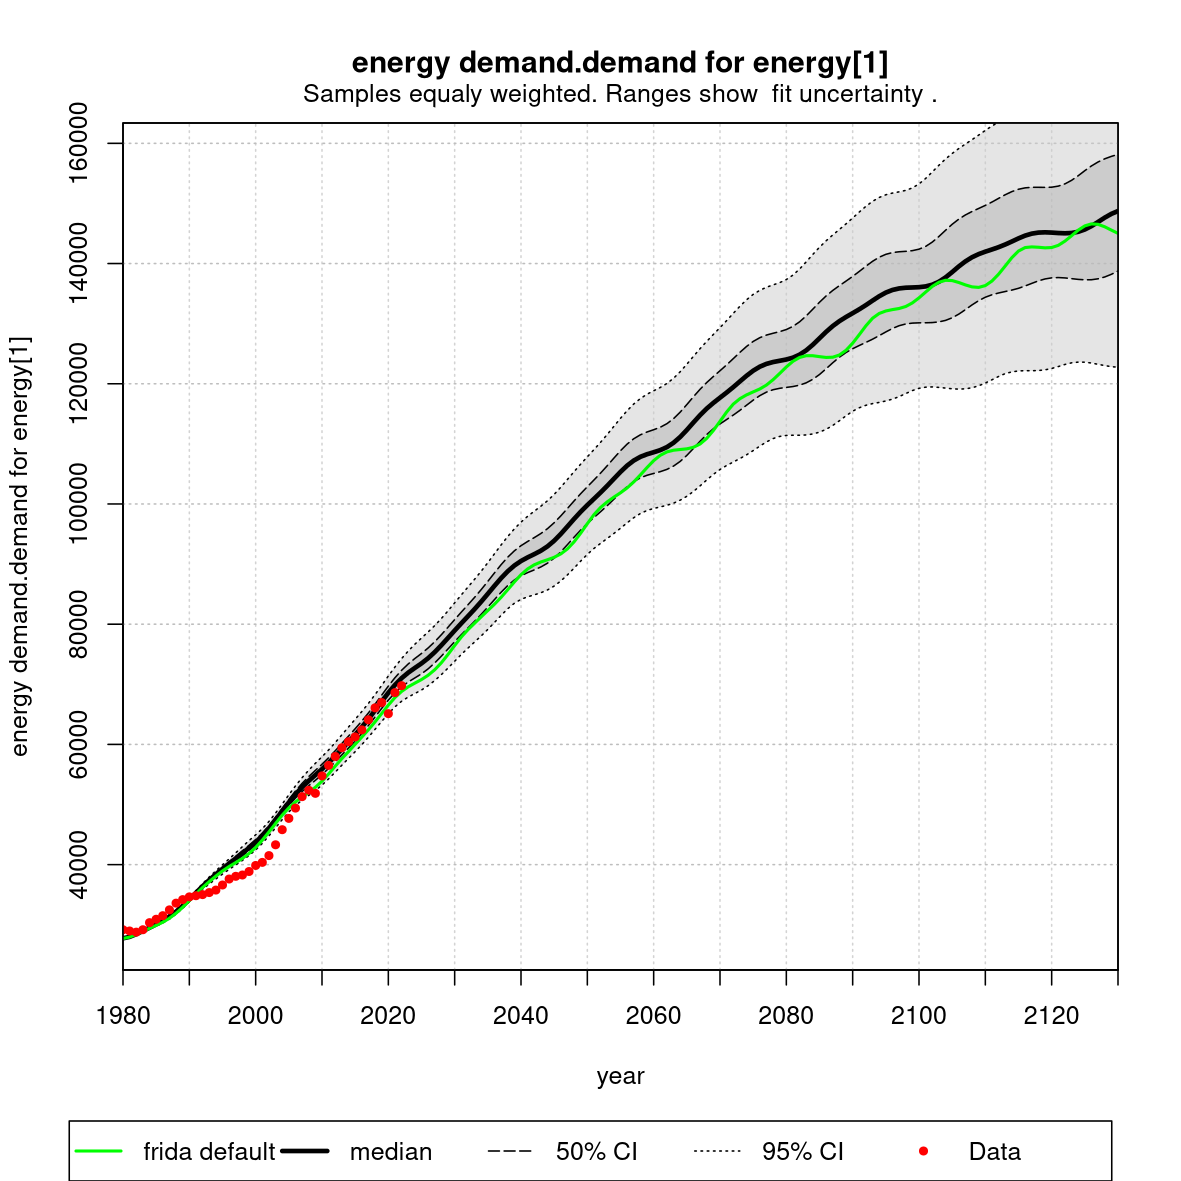 energy demand.demand for energy[1]
Samples equaly weighted. Ranges show  fit uncertainty .
energy demand.demand for energy[1]
160000
140000
120000
100000
80000
60000
40000
1980 2000 2020 2040 2060 2080 2100 2120
year
frida default median 50% CI 95% CI Data